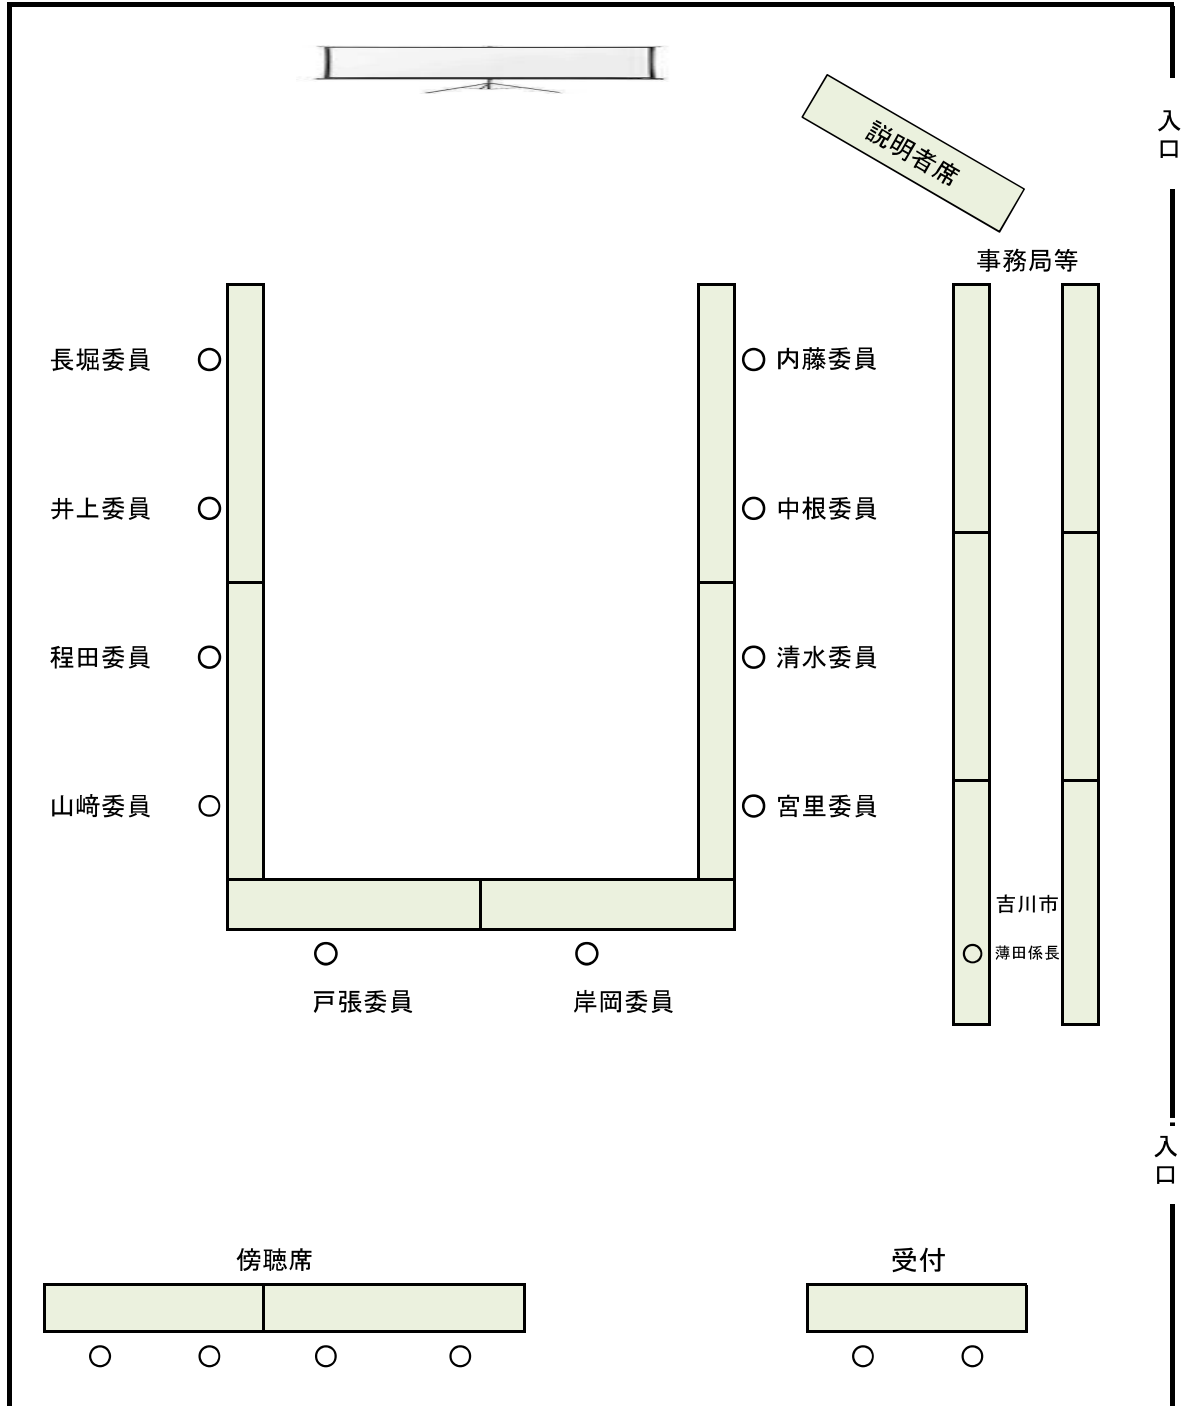 入
口
説明者席
事務局等
長堀委員
内藤委員
井上委員
中根委員
程田委員
清水委員
山﨑委員
宮里委員
吉川市
薄田係長
戸張委員
岸岡委員
入
口
傍聴席
受付